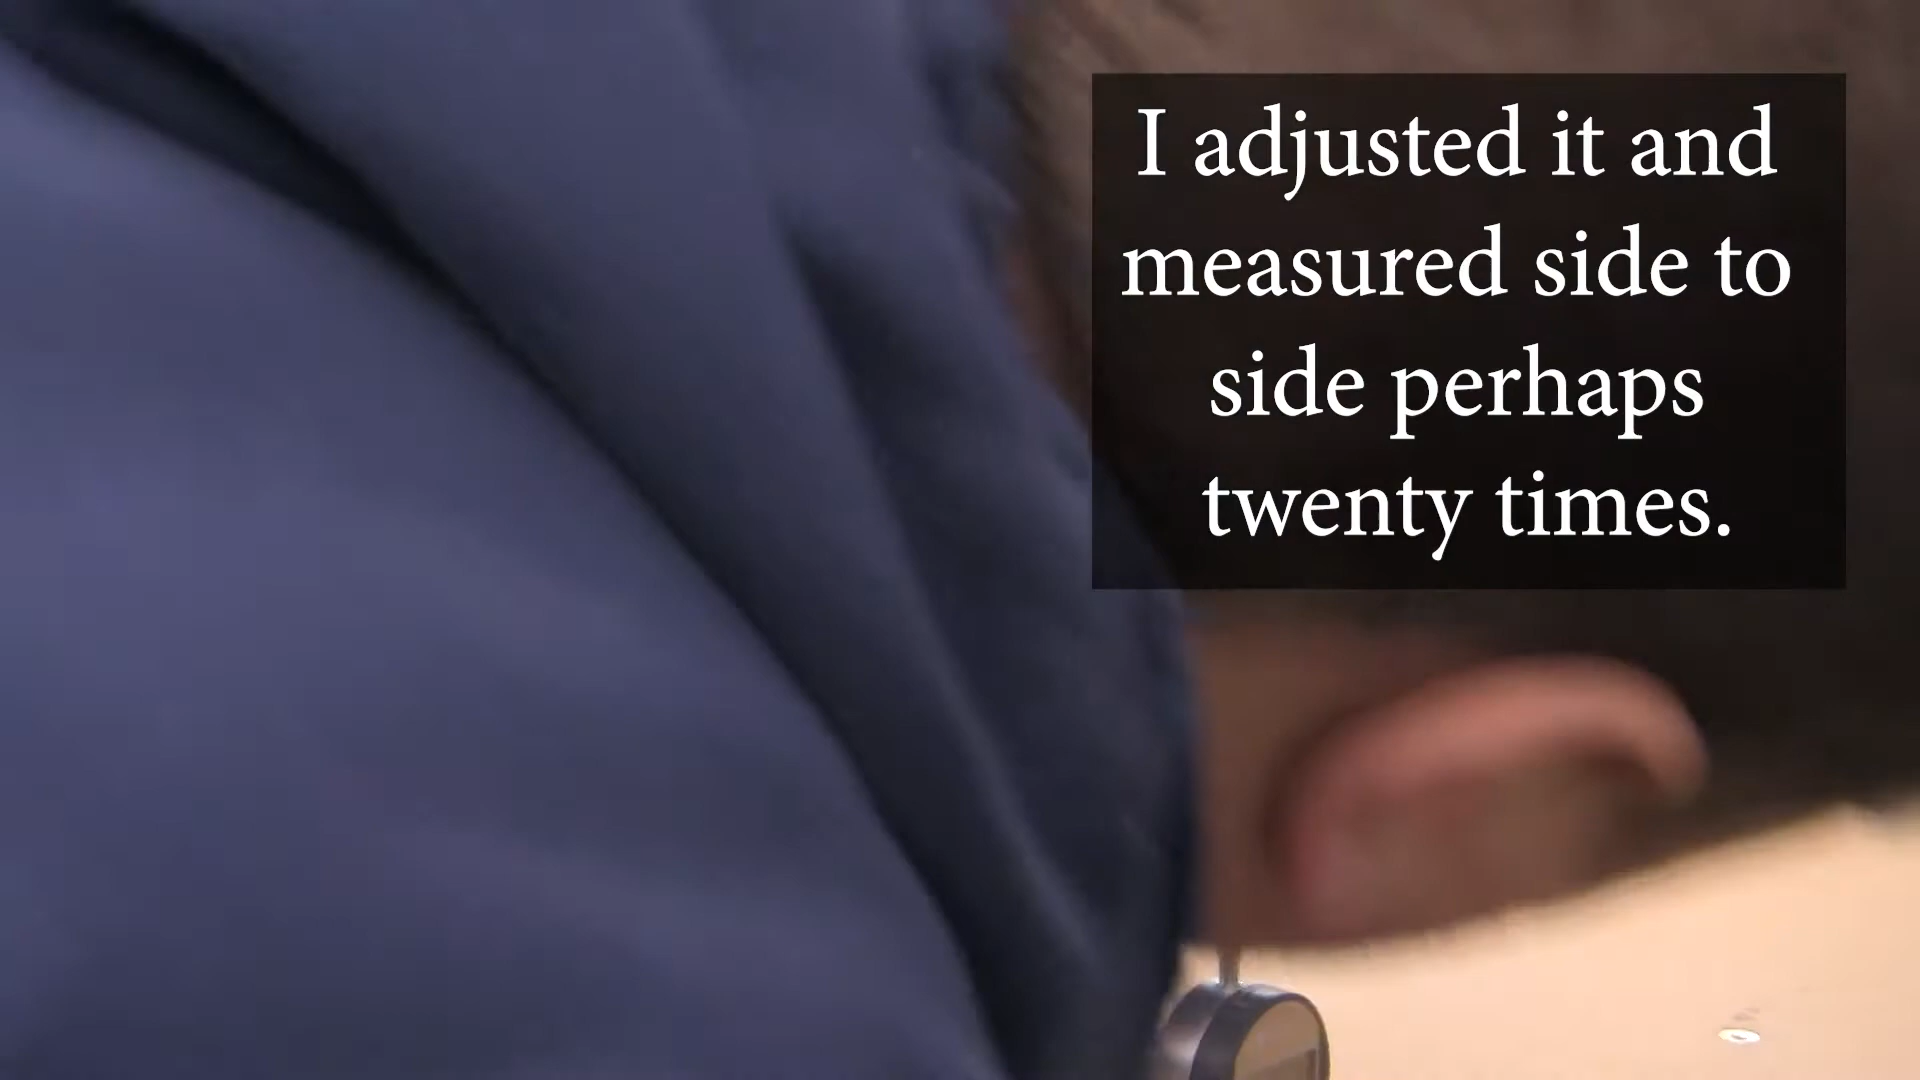 I adjusted it and
measured side to
side perhaps
twenty times.